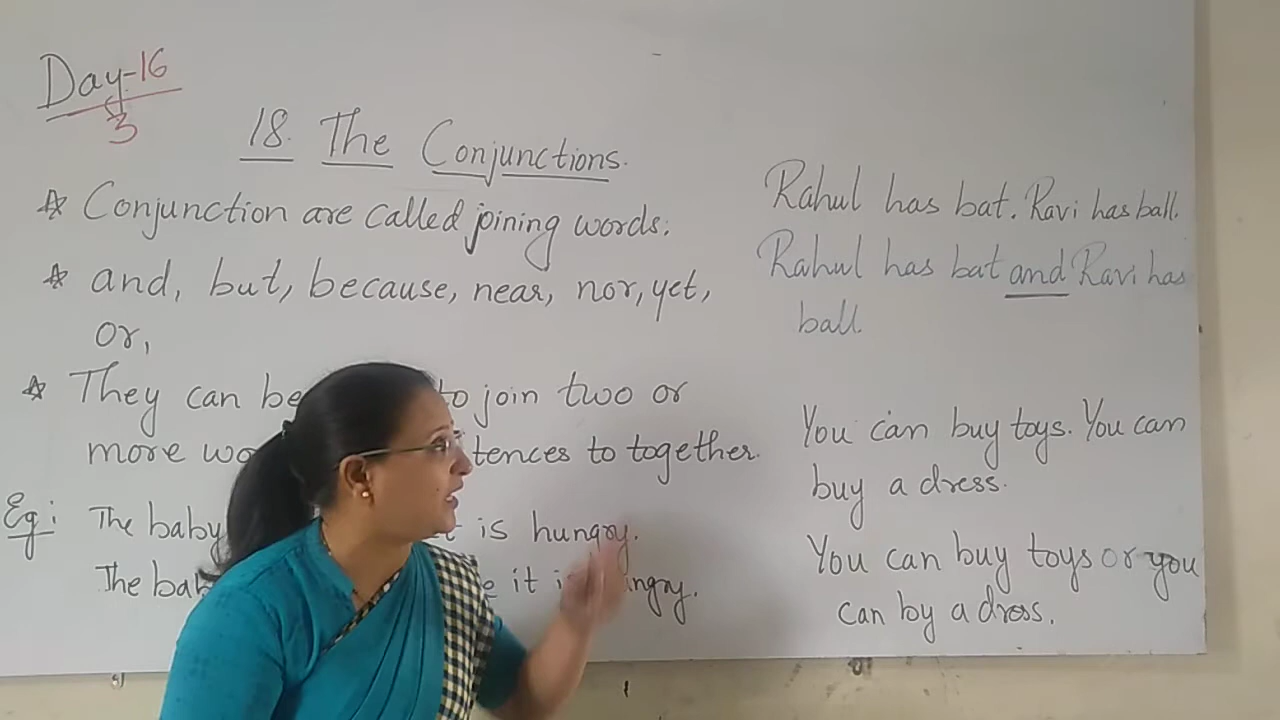 Day-16
3
18. The Conjunctions.
☆ Conjunction are called joining words.
☆ and, but, because, near, nor, yet,
or,
☆ They can be to join two or
more tences to together.
Eg: The baby is hungry.
The it is hungry.
Rahul has bat. Ravi has ball.
Rahul has bat and Ravi has
ball.
You can buy toys. You can
buy a dress.
You can buy toys or you
can by a dress.